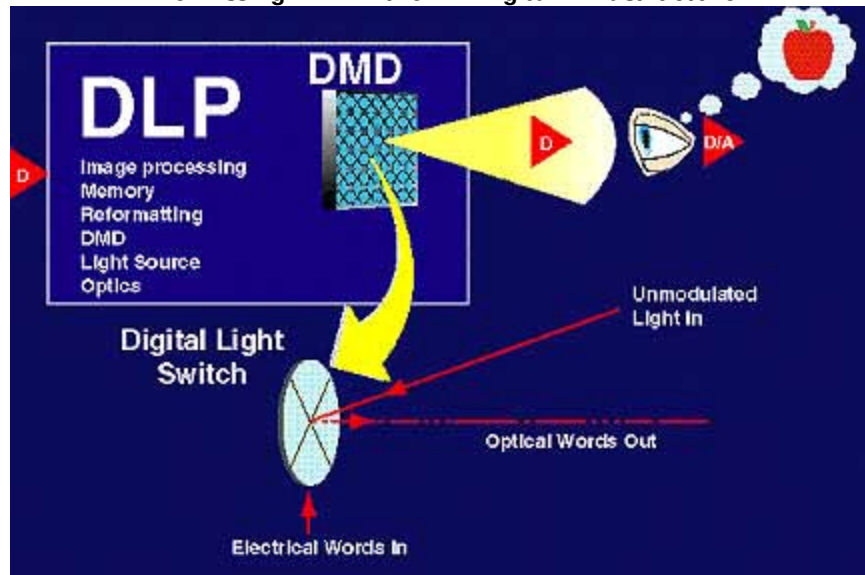 DLP
Image processing
Memory
Reformatting
DMD
Light Source
Optics
DMD
D
D
D/A
Digital Light
Switch
Unmodulated
Light In
Optical Words Out
Electrical Words In